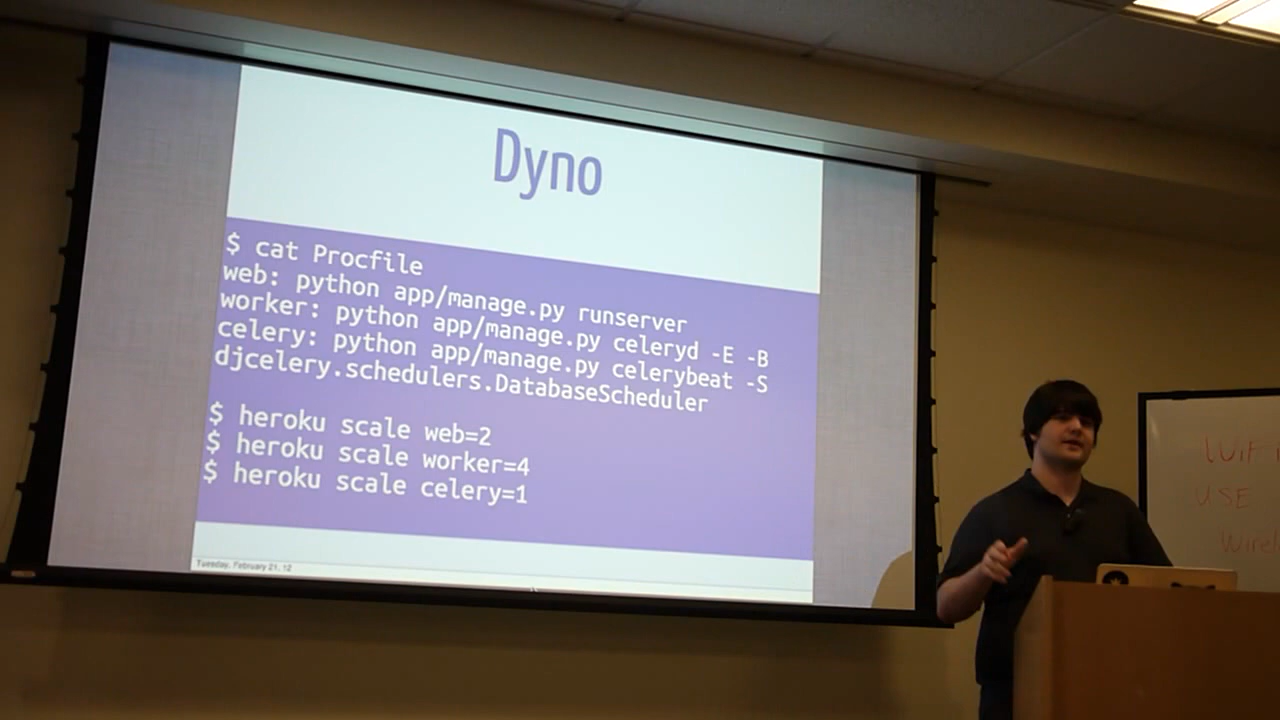 Dyno
$ cat Procfile
web: python app/manage.py runserver
worker: python app/manage.py celeryd -E -B
celery: python app/manage.py celerybeat -S
djcelery.schedulers.DatabaseScheduler
$ heroku scale web=2
$ heroku scale worker=4
$ heroku scale celery=1
Tuesday, February 21, 12
USE